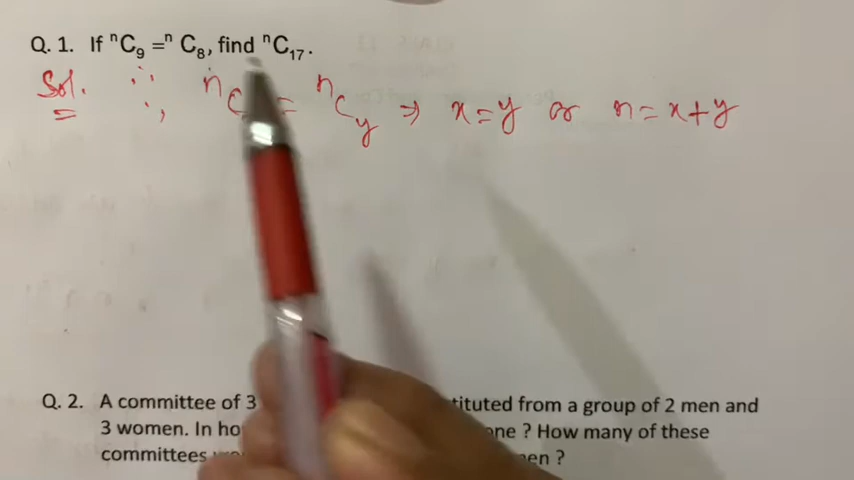 Q. 1. If ⁿC₉ =ⁿ C₈, find ⁿC₁₇.
Sol. ∵, ⁿC = ⁿCy ⇒ x=y or n=x+y
Q. 2. A committee of 3 tituted from a group of 2 men and
3 women. In ho one ? How many of these
committees en ?